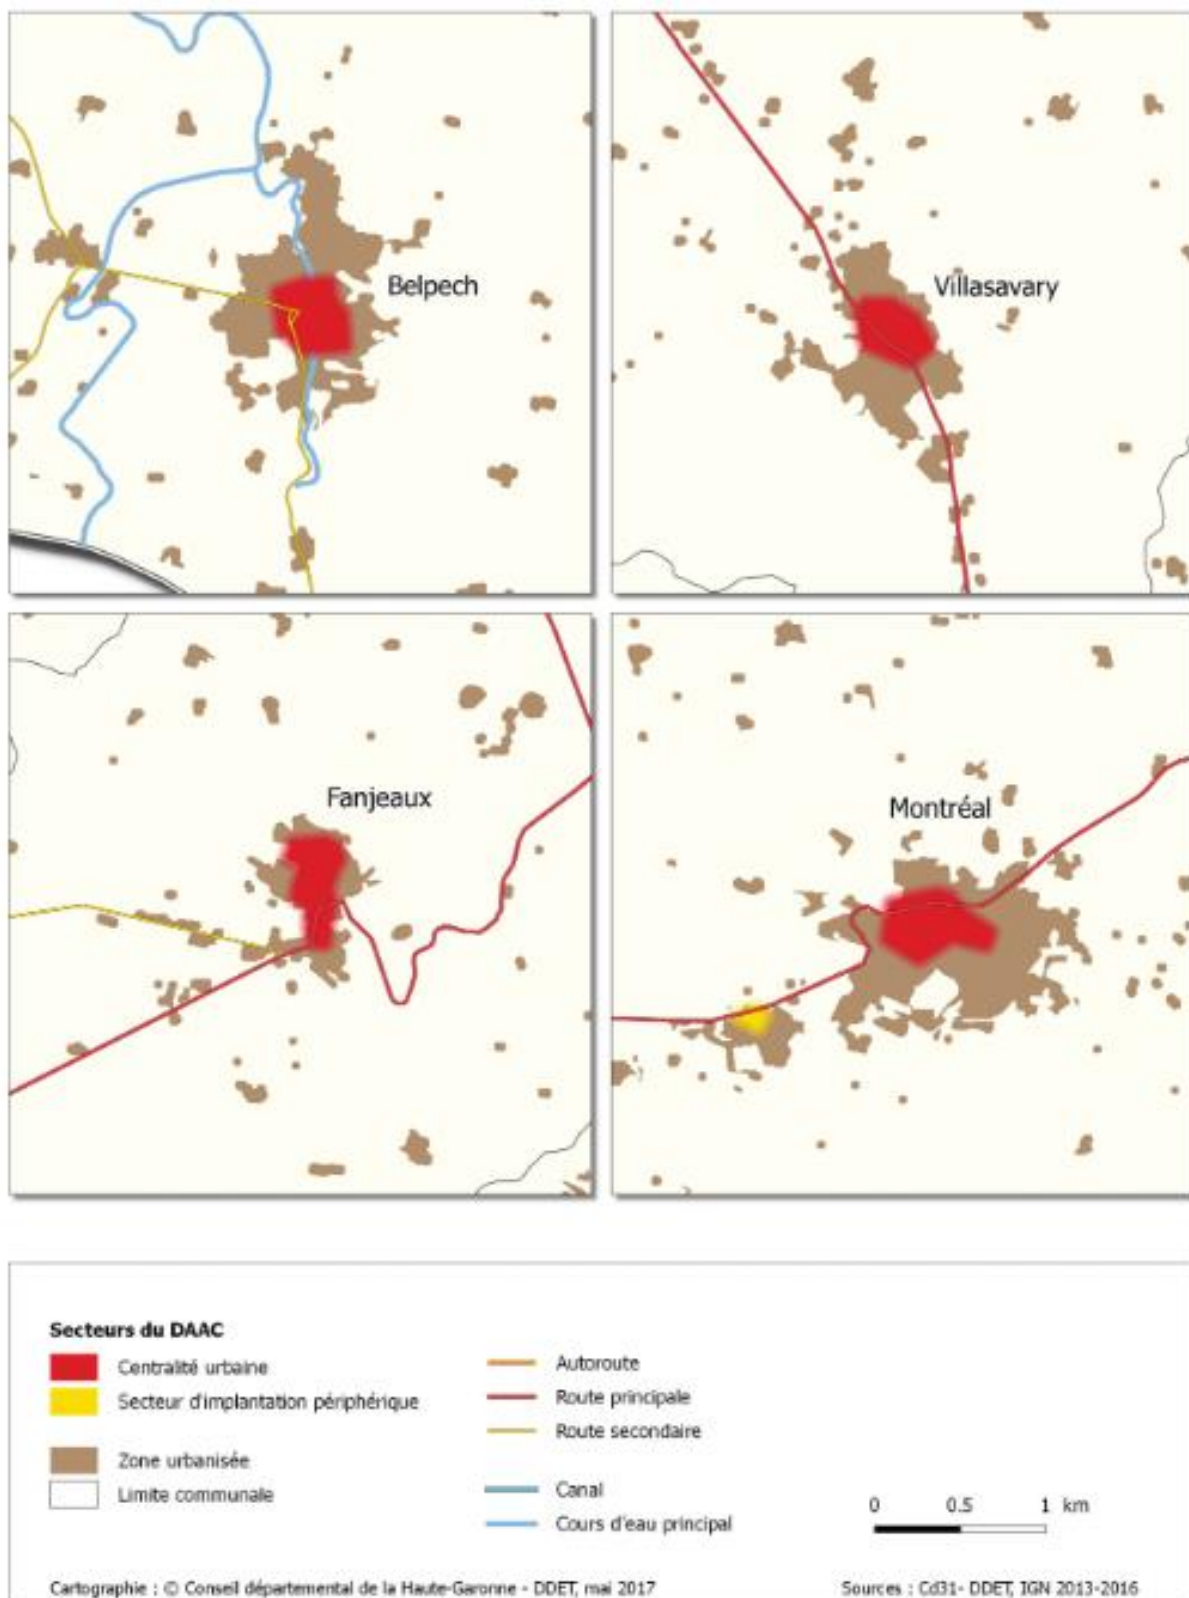 Belpech
Villasavary
Fanjeaux
Montréal
Secteurs du DAAC
Centralité urbaine
Secteur d'implantation périphérique
Zone urbanisée
Limite communale
Autoroute
Route principale
Route secondaire
Canal
Cours d'eau principal
0 0.5 1 km
Cartographie : © Conseil départemental de la Haute-Garonne - DDET, mai 2017
Sources : Cd31- DDET, IGN 2013-2016